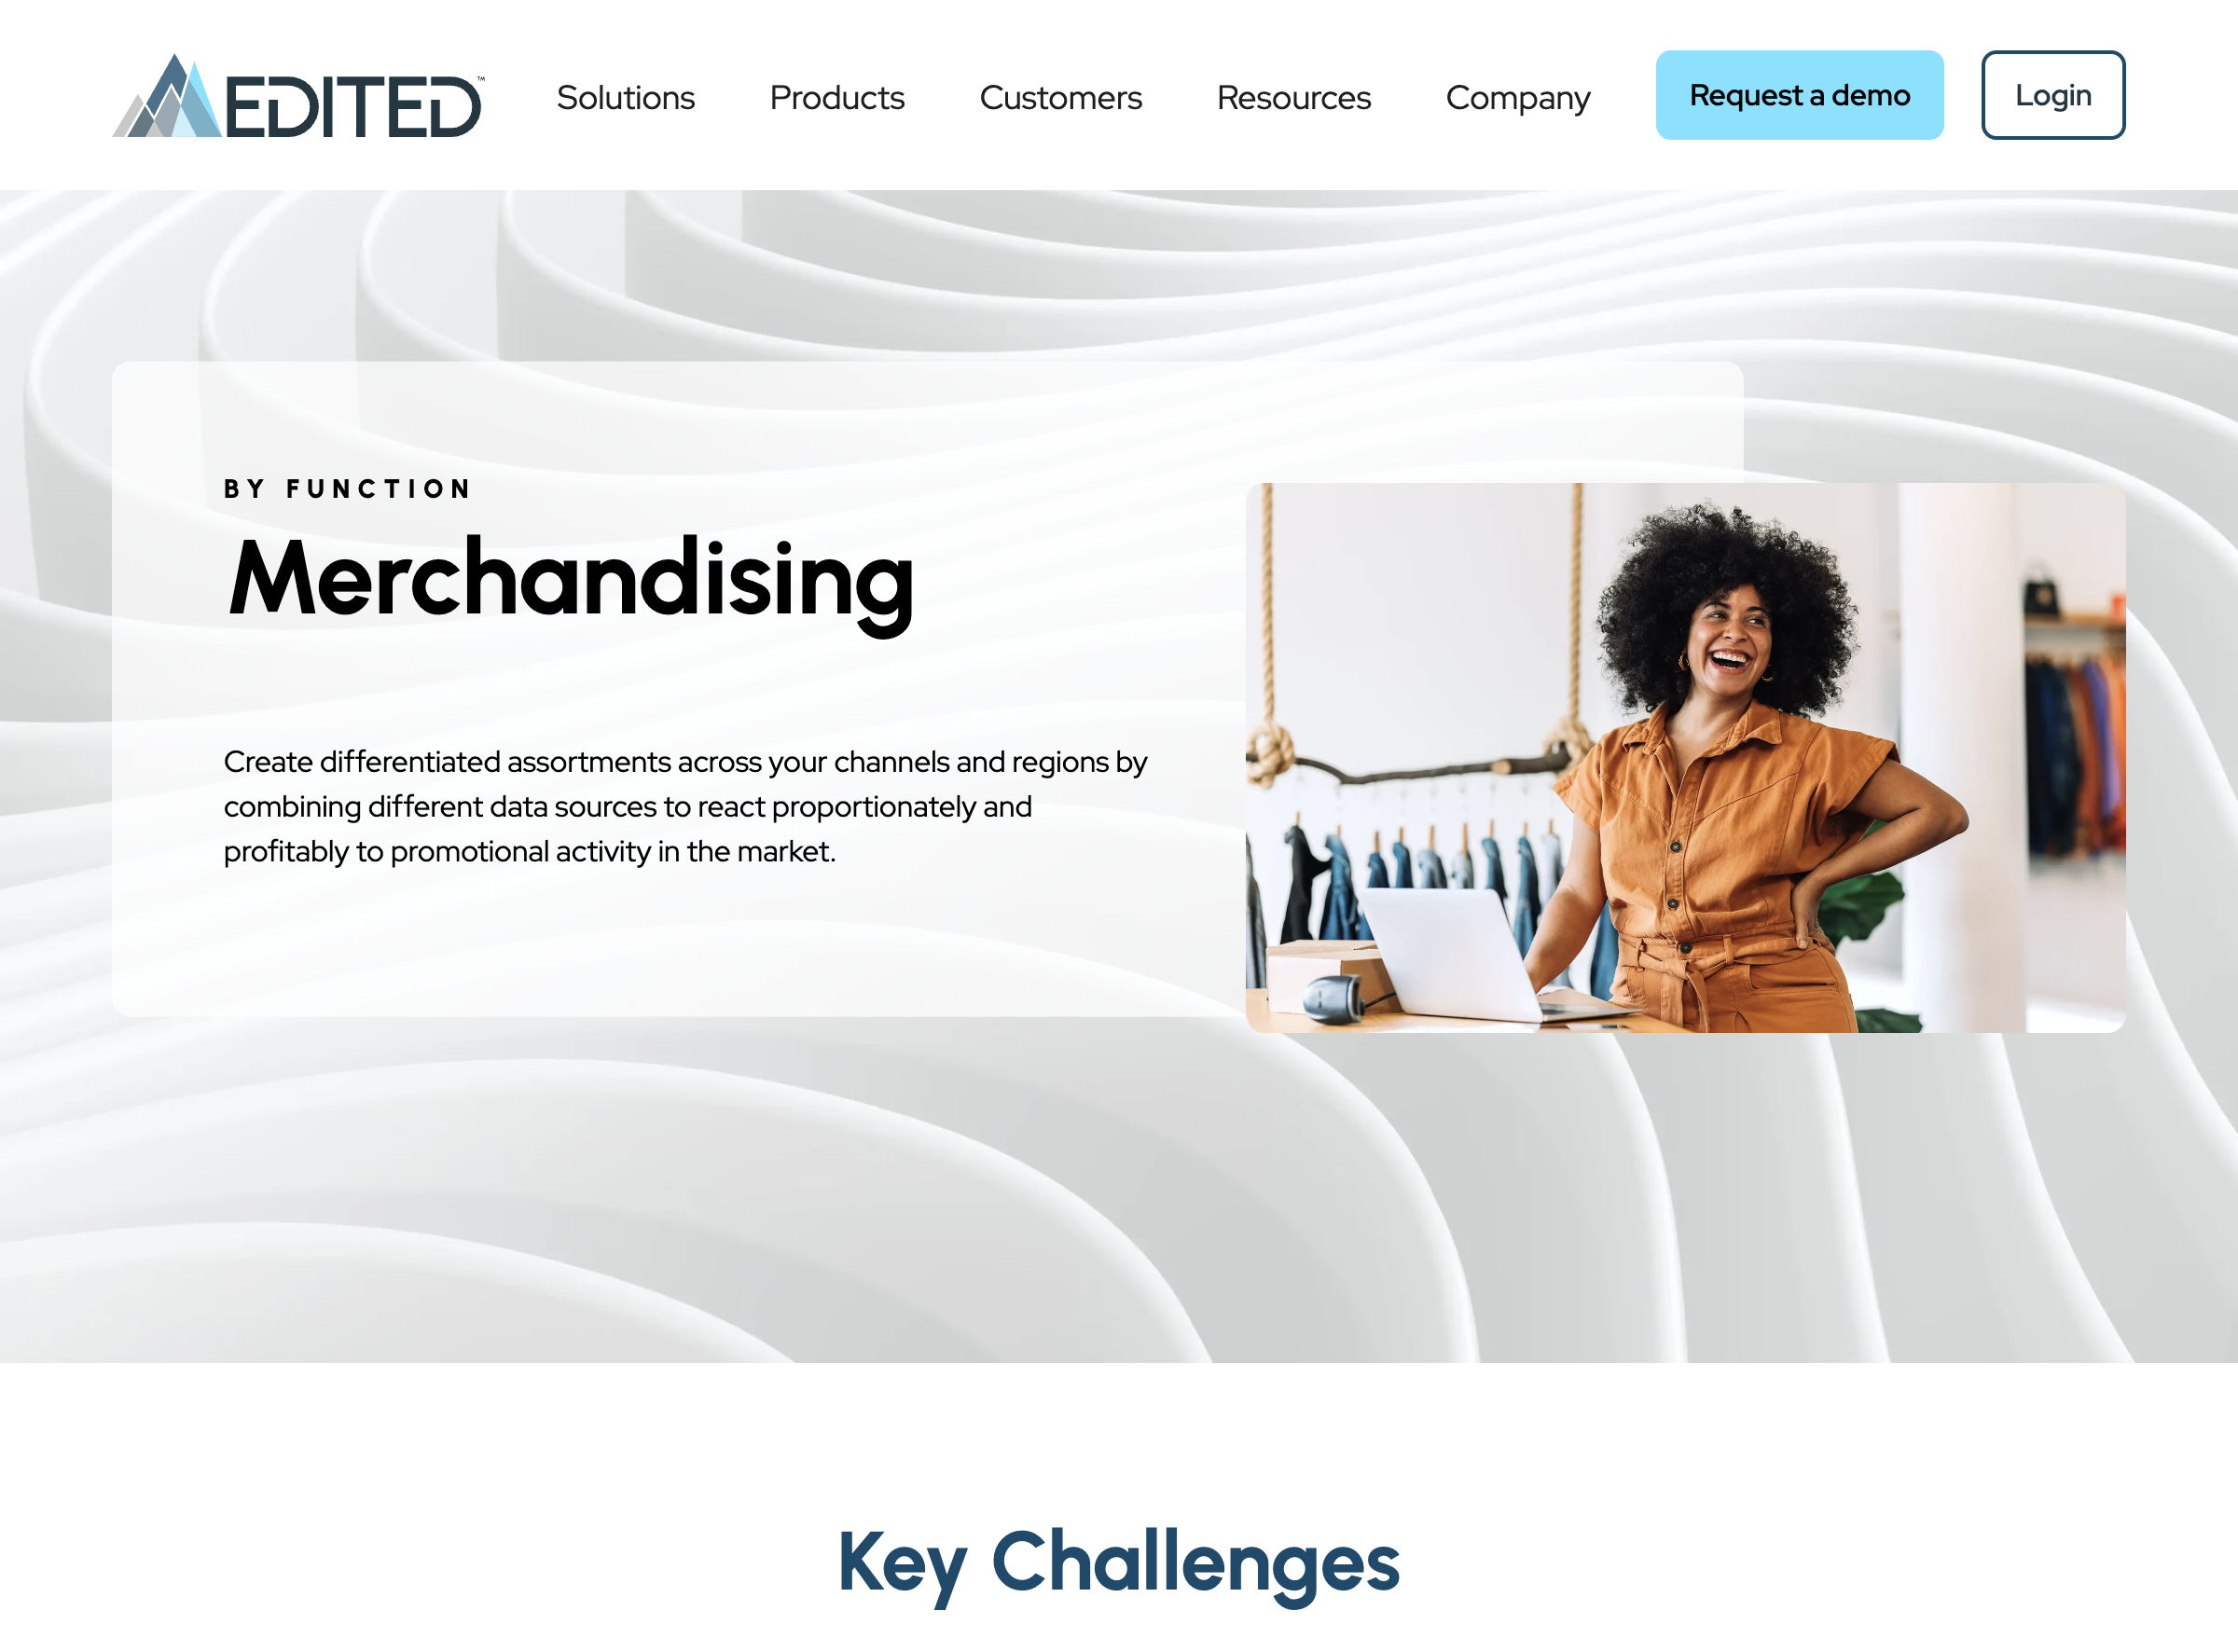 EDITED™
Solutions
Products
Customers
Resources
Company
Request a demo
Login
BY FUNCTION
Merchandising
Create differentiated assortments across your channels and regions by
combining different data sources to react proportionately and
profitably to promotional activity in the market.
Key Challenges